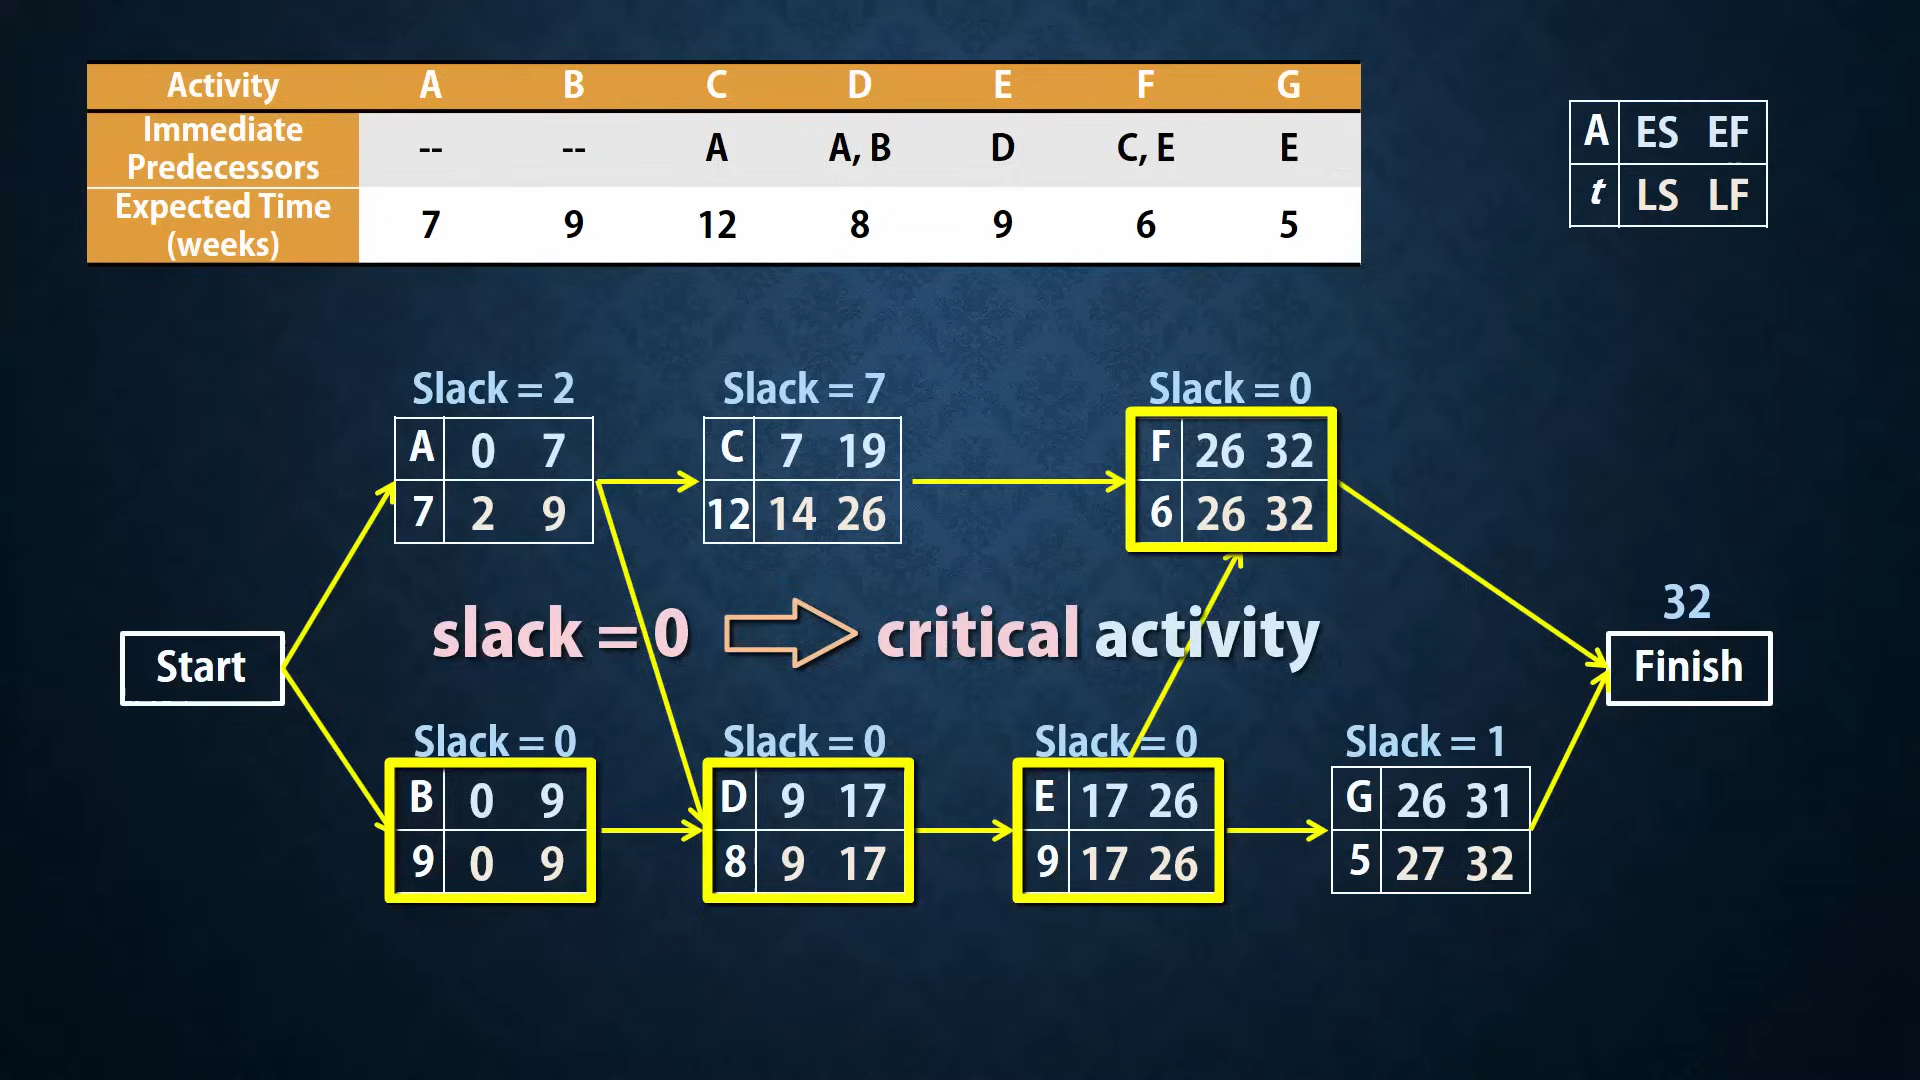 Activity A B C D E F G
Immediate
Predecessors -- -- A A, B D C, E E
Expected Time
(weeks) 7 9 12 8 9 6 5
A ES EF
t LS LF
Slack = 2
A 0 7
7 2 9
Slack = 7
C 7 19
12 14 26
Slack = 0
F 26 32
6 26 32
slack = 0 critical activity
Start
32
Finish
Slack = 0
B 0 9
9 0 9
Slack = 0
D 9 17
8 9 17
Slack = 0
E 17 26
9 17 26
Slack = 1
G 26 31
5 27 32